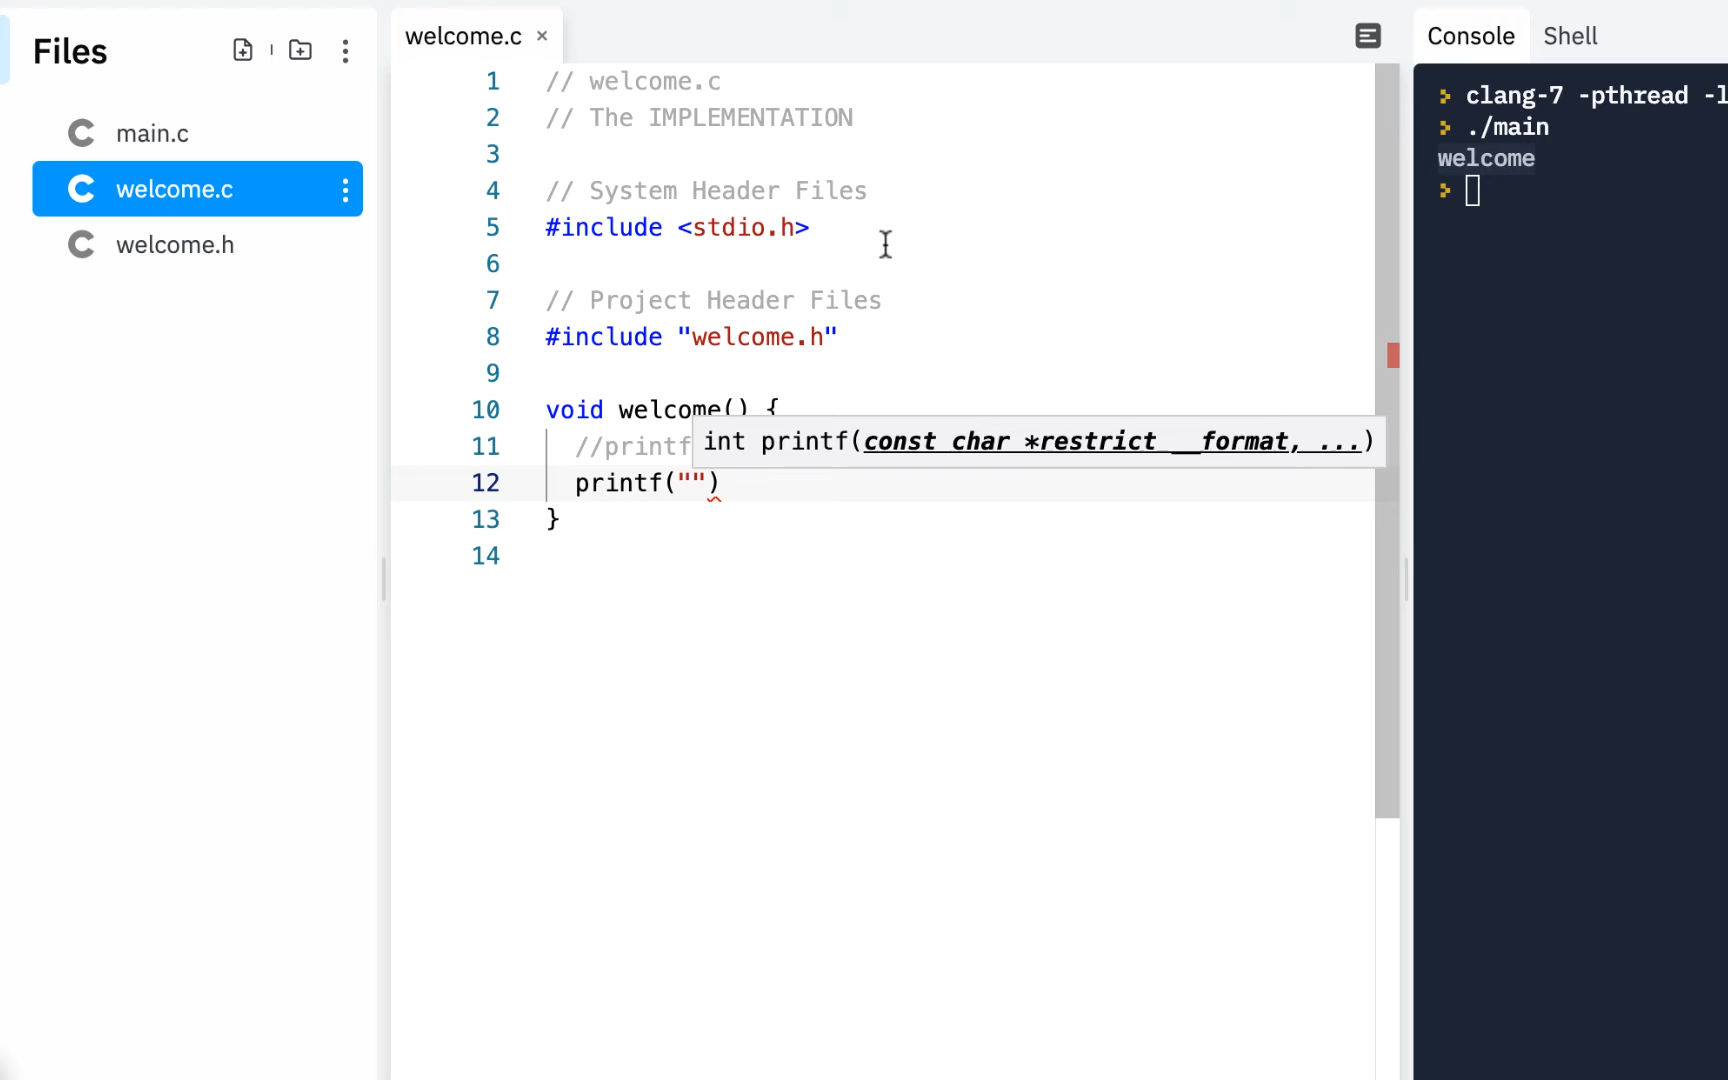 Files
main.c
welcome.c
welcome.h
welcome.c ×
1 // welcome.c
2 // The IMPLEMENTATION
3
4 // System Header Files
5 #include <stdio.h>
6
7 // Project Header Files
8 #include "welcome.h"
9
10 void welcome() {
11 //printf
int printf(const char *restrict __format, ...)
12 printf("")
13 }
14
Console Shell
> clang-7 -pthread -l
> ./main
welcome
>